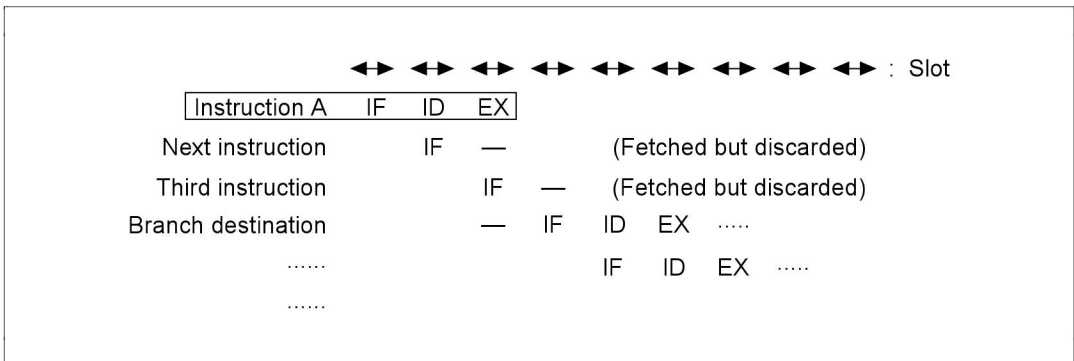 : Slot
Instruction A IF ID EX
Next instruction IF — (Fetched but discarded)
Third instruction IF — (Fetched but discarded)
Branch destination — IF ID EX .....
...... IF ID EX .....
......